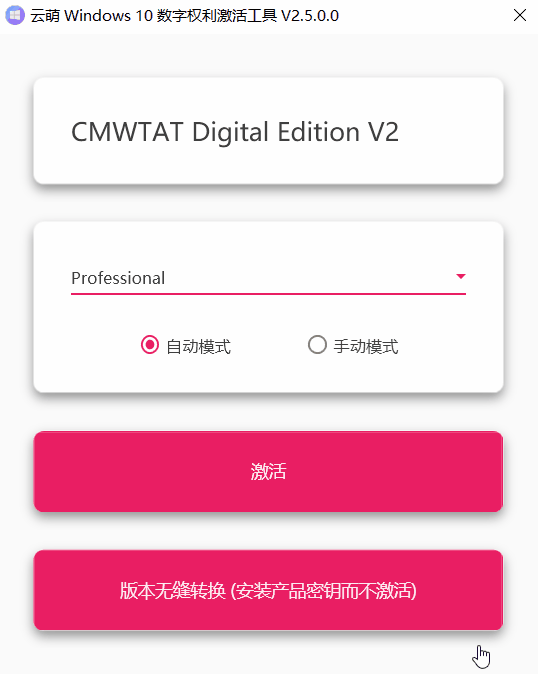 云萌 Windows 10 数字权利激活工具 V2.5.0.0
CMWTAT Digital Edition V2
Professional
自动模式 手动模式
激活
版本无缝转换 (安装产品密钥而不激活)